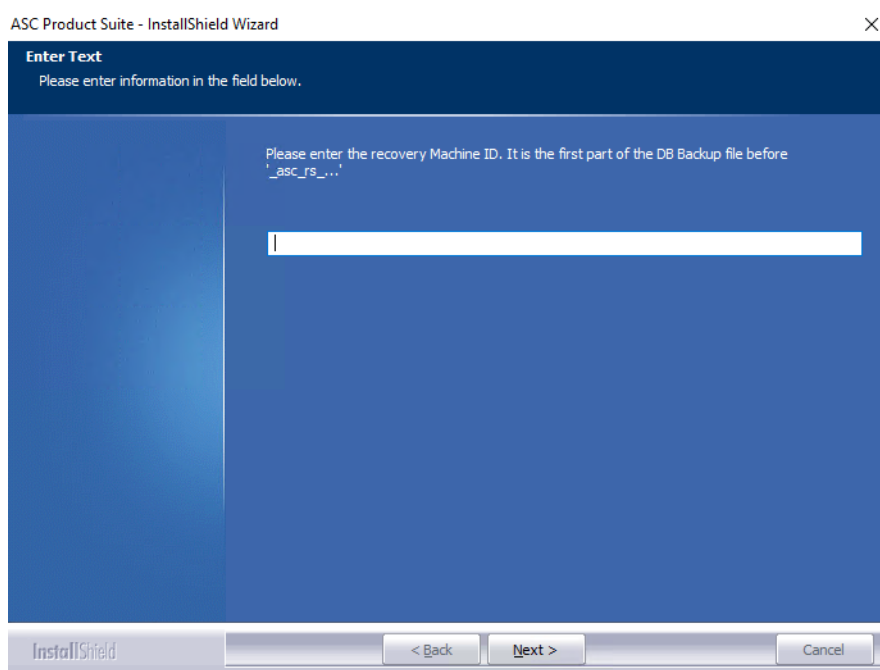 ASC Product Suite - InstallShield Wizard
Enter Text
Please enter information in the field below.
Please enter the recovery Machine ID. It is the first part of the DB Backup file before
'_asc_rs_...'
InstallShield
< Back
Next >
Cancel